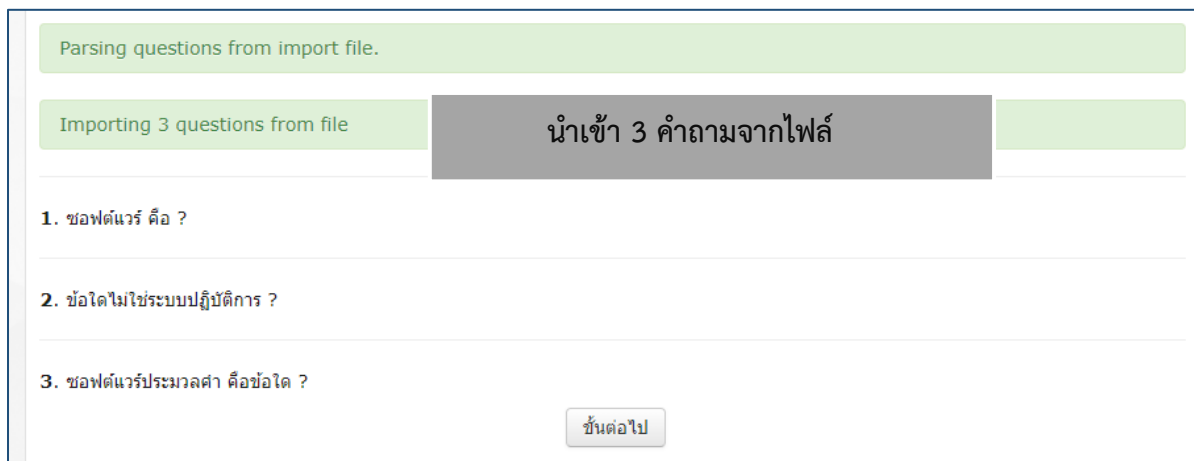 Parsing questions from import file.
Importing 3 questions from file
นำเข้า 3 คำถามจากไฟล์
1. ซอฟต์แวร์ คือ ?
2. ข้อใดไม่ใช่ระบบปฏิบัติการ ?
3. ซอฟต์แวร์ประมวลคำ คือข้อใด ?
ขั้นต่อไป